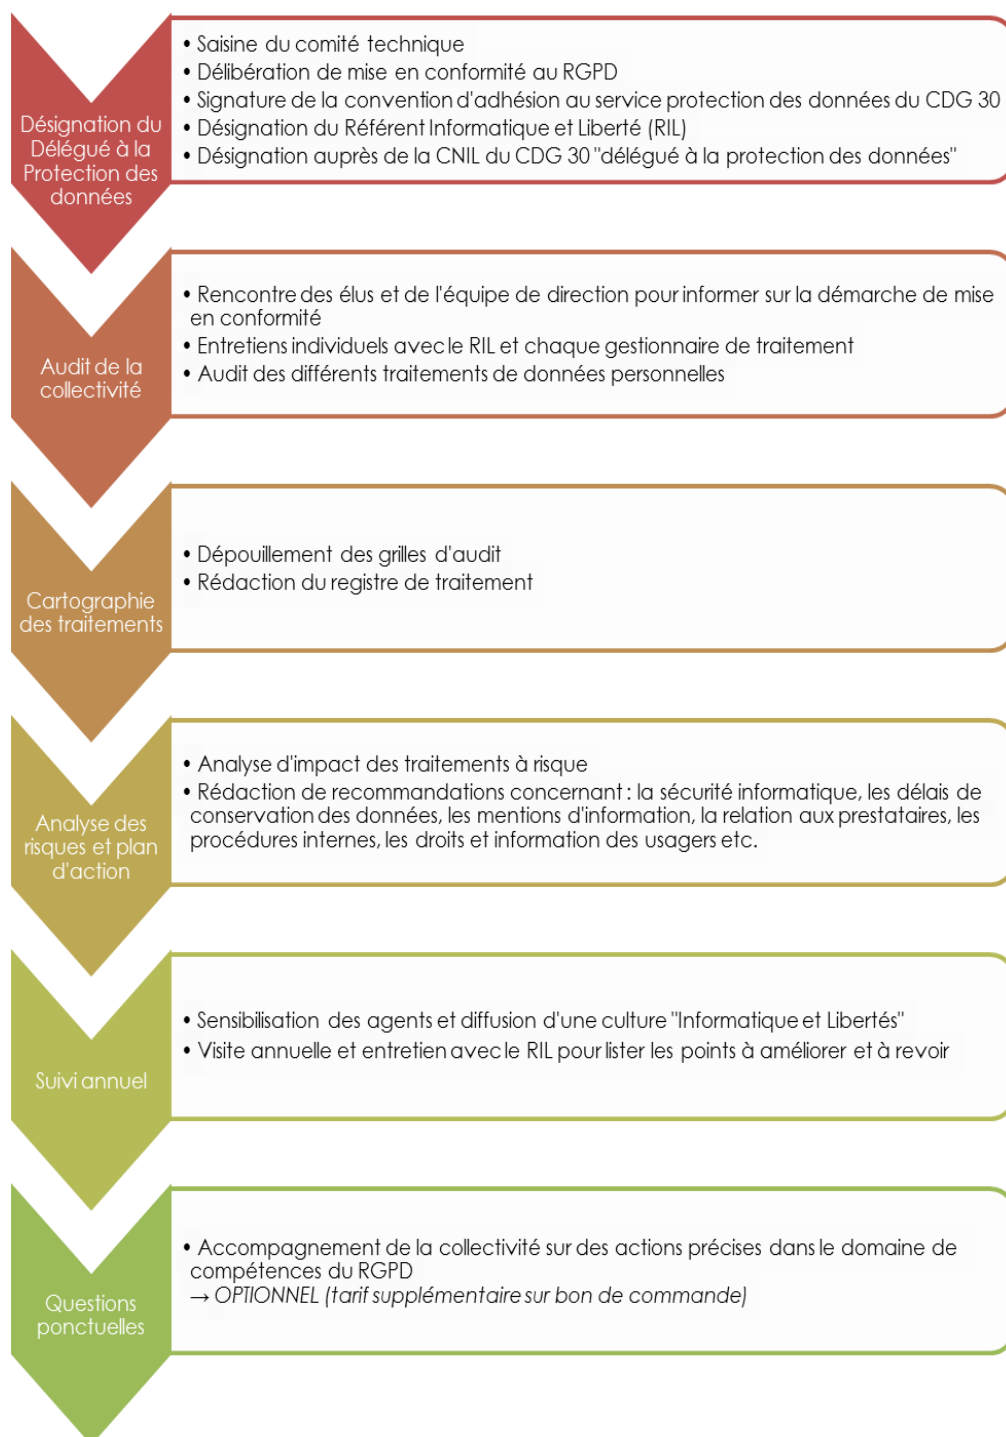 Désignation du
Délégué à la
Protection des
données
• Saisine du comité technique
• Délibération de mise en conformité au RGPD
• Signature de la convention d'adhésion au service protection des données du CDG 30
• Désignation du Référent Informatique et Liberté (RIL)
• Désignation auprès de la CNIL du CDG 30 "délégué à la protection des données"
Audit de la
collectivité
• Rencontre des élus et de l'équipe de direction pour informer sur la démarche de mise
en conformité
• Entretiens individuels avec le RIL et chaque gestionnaire de traitement
• Audit des différents traitements de données personnelles
Cartographie
des traitements
• Dépouillement des grilles d'audit
• Rédaction du registre de traitement
Analyse des
risques et plan
d'action
• Analyse d'impact des traitements à risque
• Rédaction de recommandations concernant : la sécurité informatique, les délais de
conservation des données, les mentions d'information, la relation aux prestataires, les
procédures internes, les droits et information des usagers etc.
Suivi annuel
• Sensibilisation des agents et diffusion d'une culture "Informatique et Libertés"
• Visite annuelle et entretien avec le RIL pour lister les points à améliorer et à revoir
Questions
ponctuelles
• Accompagnement de la collectivité sur des actions précises dans le domaine de
compétences du RGPD
→ OPTIONNEL (tarif supplémentaire sur bon de commande)